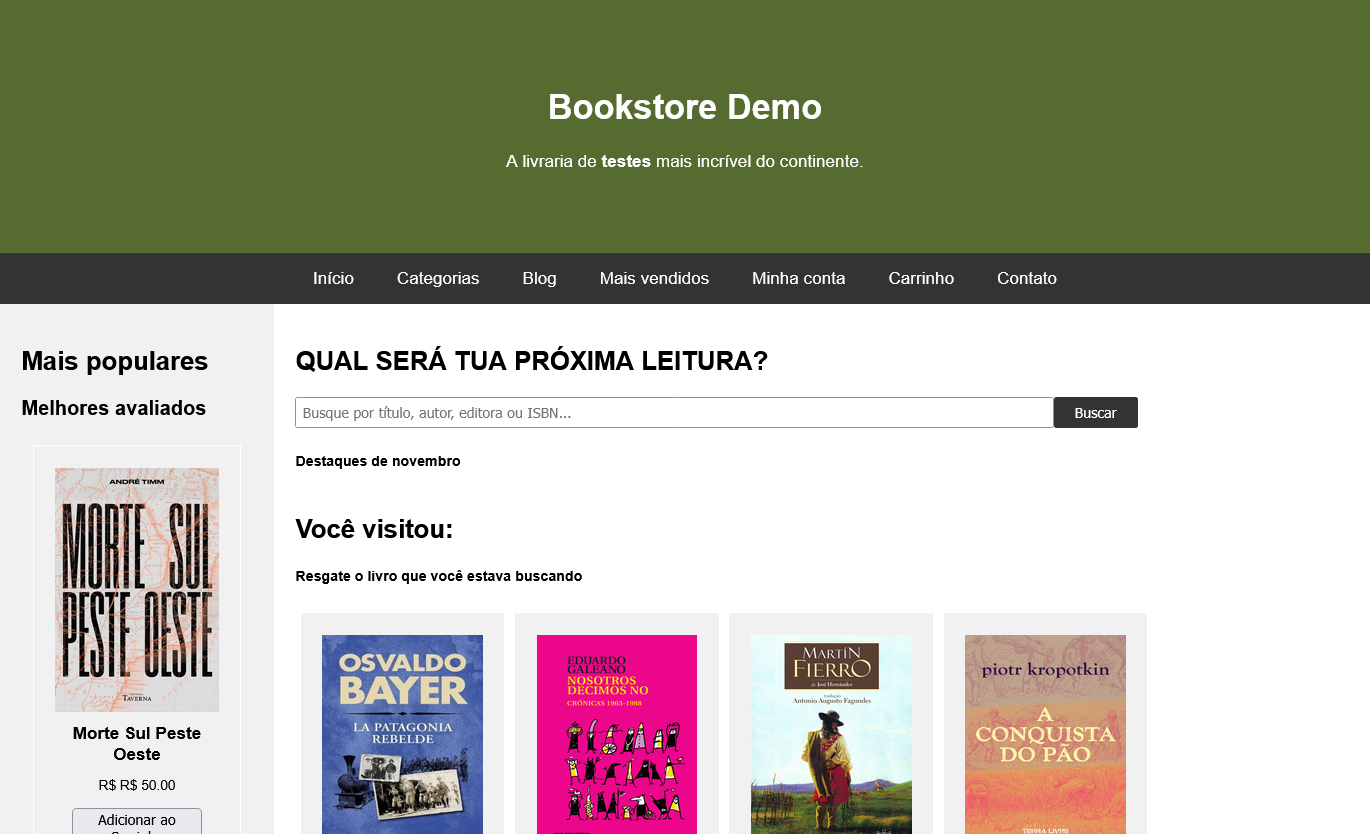 Bookstore Demo
A livraria de testes mais incrível do continente.
Início Categorias Blog Mais vendidos Minha conta Carrinho Contato
Mais populares
Melhores avaliados
ANDRÉ TIMM
MORTE SUL
PESTE OESTE
TAVERNA
Morte Sul Peste
Oeste
R$ R$ 50.00
Adicionar ao
QUAL SERÁ TUA PRÓXIMA LEITURA?
Busque por título, autor, editora ou ISBN...
Buscar
Destaques de novembro
Você visitou:
Resgate o livro que você estava buscando
OSVALDO
BAYER
LA PATAGONIA
REBELDE
EDUARDO
GALEANO
NOSOTROS
DECIMOS NO
CRÓNICAS 1963-1988
MARTÍN
FIERRO
de José Hernández
tradução
Antonio Augusto Fagundes
piotr kropotkin
A
CONQUISTA
DO PÃO